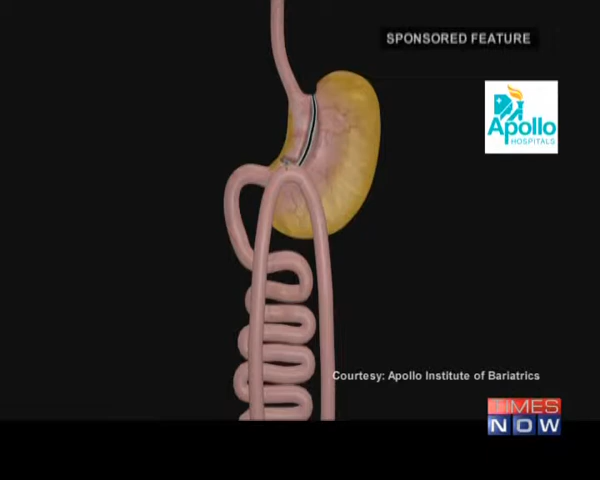 SPONSORED FEATURE
Apollo
HOSPITALS
Courtesy: Apollo Institute of Bariatrics
TIMES
NOW